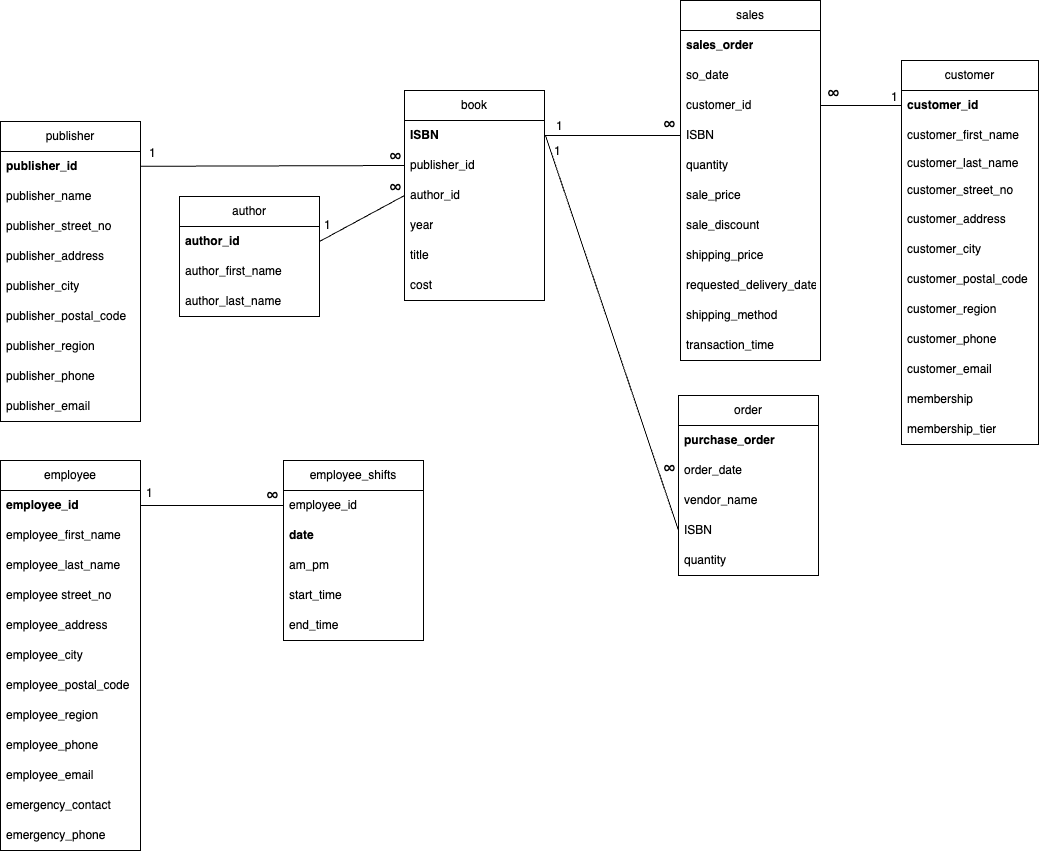 sales
sales_order
so_date
customer_id
ISBN
quantity
sale_price
sale_discount
shipping_price
requested_delivery_date
shipping_method
transaction_time
∞
1
customer
customer_id
customer_first_name
customer_last_name
customer_street_no
customer_address
customer_city
customer_postal_code
customer_region
customer_phone
customer_email
membership
membership_tier
book
ISBN
publisher_id
author_id
year
title
cost
1
∞
1
publisher
publisher_id
publisher_name
publisher_street_no
publisher_address
publisher_city
publisher_postal_code
publisher_region
publisher_phone
publisher_email
1
∞
∞
1
author
author_id
author_first_name
author_last_name
order
purchase_order
order_date
vendor_name
ISBN
quantity
∞
employee
employee_id
employee_first_name
employee_last_name
employee street_no
employee_address
employee_city
employee_postal_code
employee_region
employee_phone
employee_email
emergency_contact
emergency_phone
1
∞
employee_shifts
employee_id
date
am_pm
start_time
end_time